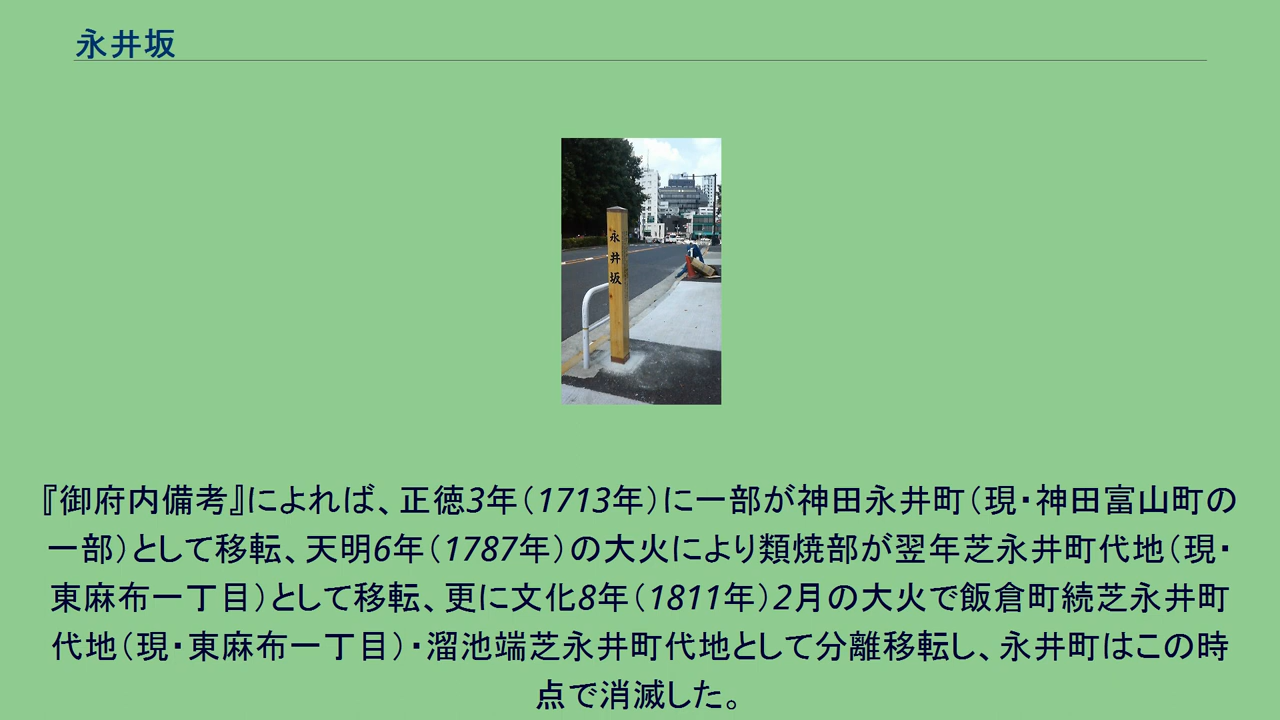 永井坂
永井坂
『御府内備考』によれば、正徳3年（1713年）に一部が神田永井町（現・神田富山町の
一部）として移転、天明6年（1787年）の大火により類焼部が翌年芝永井町代地（現・
東麻布一丁目）として移転、更に文化8年（1811年）2月の大火で飯倉町続芝永井町
代地（現・東麻布一丁目）・溜池端芝永井町代地として分離移転し、永井町はこの時
点で消滅した。